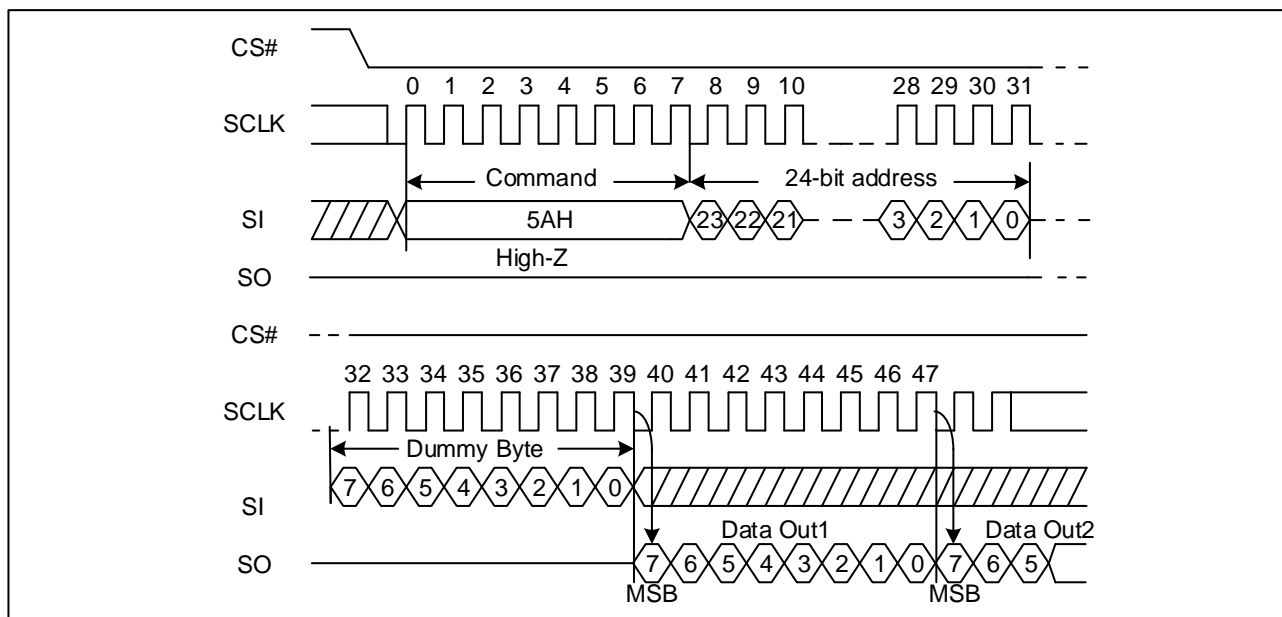 CS#
0 1 2 3 4 5 6 7 8 9 10 28 29 30 31
SCLK
Command 24-bit address
SI 5AH 23 22 21 3 2 1 0
High-Z
SO
CS#
32 33 34 35 36 37 38 39 40 41 42 43 44 45 46 47
SCLK
Dummy Byte
7 6 5 4 3 2 1 0
SI
Data Out1 Data Out2
SO 7 6 5 4 3 2 1 0 7 6 5
MSB MSB